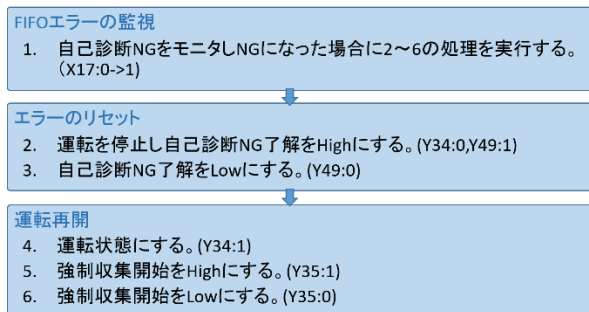 FIFOエラーの監視
1. 自己診断NGをモニタしNGになった場合に2～6の処理を実行する。
(X17:0->1)
エラーのリセット
2. 運転を停止し自己診断NG了解をHighにする。(Y34:0,Y49:1)
3. 自己診断NG了解をLowにする。(Y49:0)
運転再開
4. 運転状態にする。(Y34:1)
5. 強制収集開始をHighにする。(Y35:1)
6. 強制収集開始をLowにする。(Y35:0)